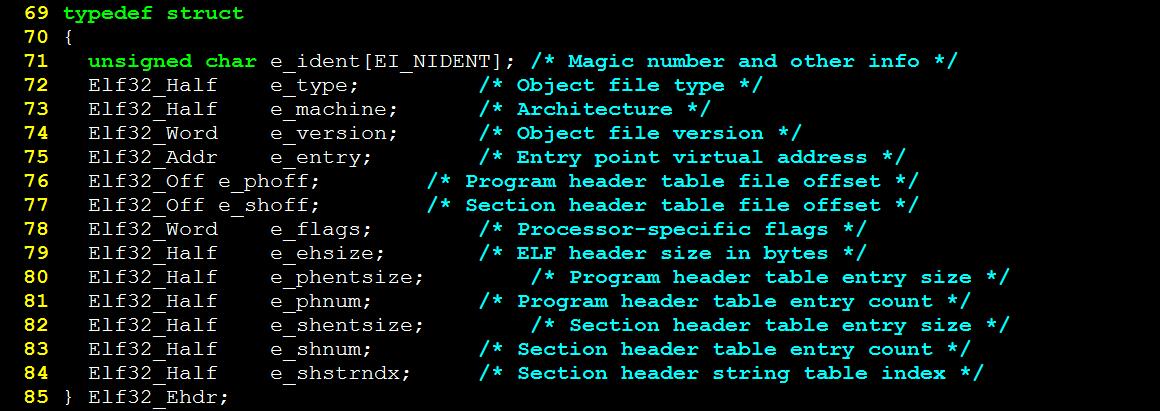 69 typedef struct
70 {
71   unsigned char e_ident[EI_NIDENT]; /* Magic number and other info */
72   Elf32_Half    e_type;         /* Object file type */
73   Elf32_Half    e_machine;      /* Architecture */
74   Elf32_Word    e_version;      /* Object file version */
75   Elf32_Addr    e_entry;        /* Entry point virtual address */
76   Elf32_Off e_phoff;        /* Program header table file offset */
77   Elf32_Off e_shoff;        /* Section header table file offset */
78   Elf32_Word    e_flags;        /* Processor-specific flags */
79   Elf32_Half    e_ehsize;       /* ELF header size in bytes */
80   Elf32_Half    e_phentsize;        /* Program header table entry size */
81   Elf32_Half    e_phnum;        /* Program header table entry count */
82   Elf32_Half    e_shentsize;        /* Section header table entry size */
83   Elf32_Half    e_shnum;        /* Section header table entry count */
84   Elf32_Half    e_shstrndx;     /* Section header string table index */
85 } Elf32_Ehdr;